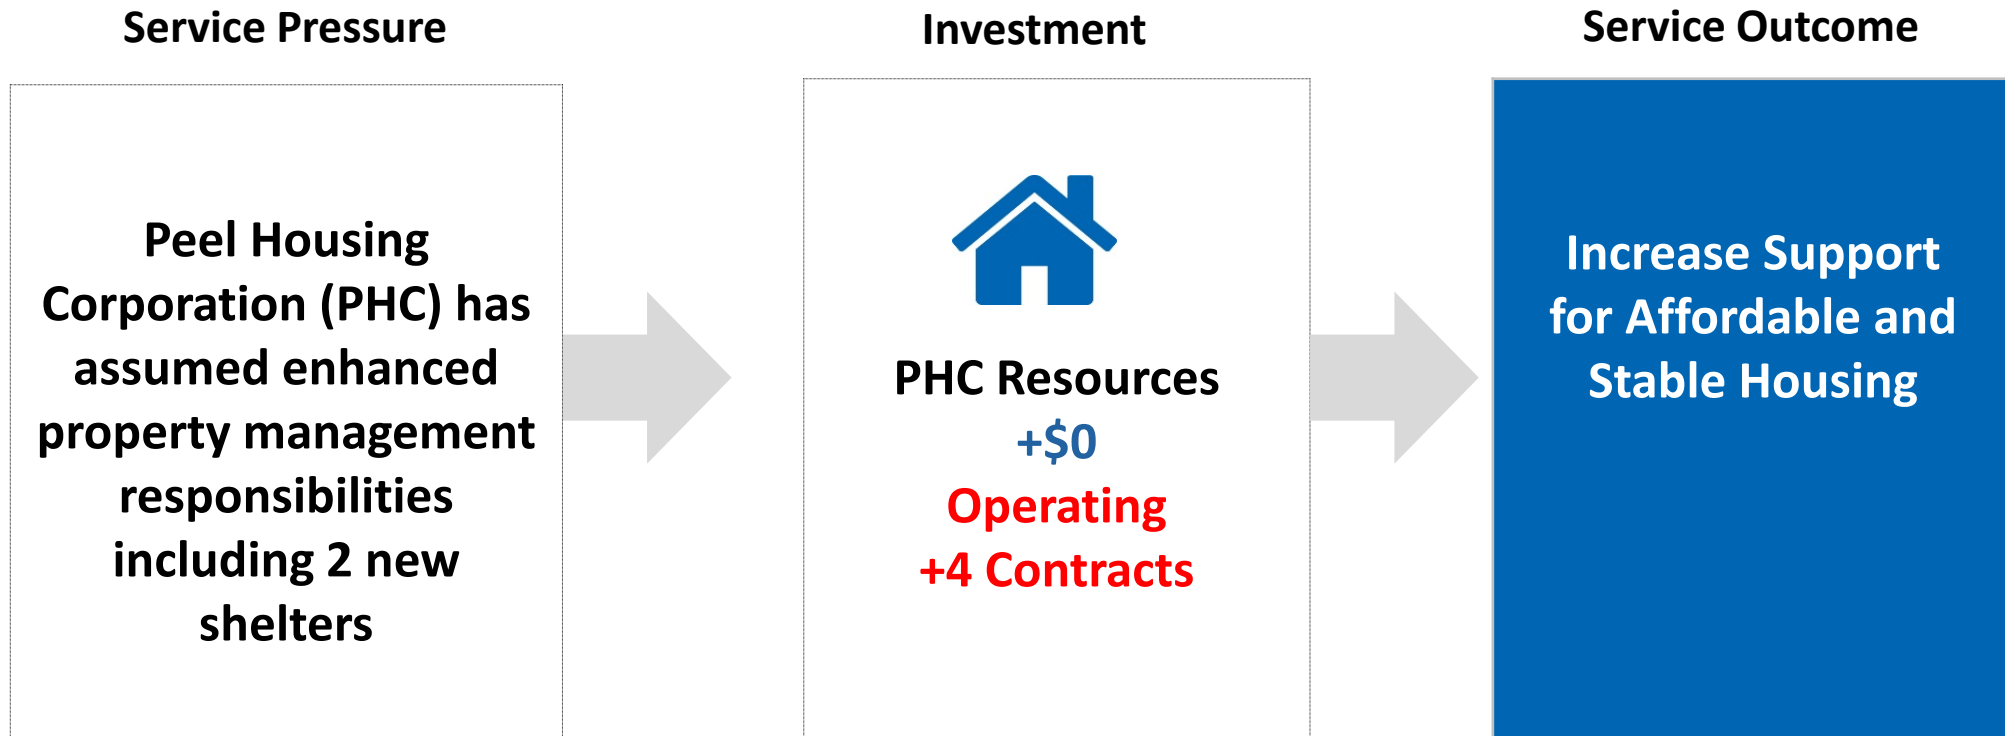 Service Pressure
Peel Housing
Corporation (PHC) has
assumed enhanced
property management
responsibilities
including 2 new
shelters
Investment
PHC Resources
+$0
Operating
+4 Contracts
Service Outcome
Increase Support
for Affordable and
Stable Housing